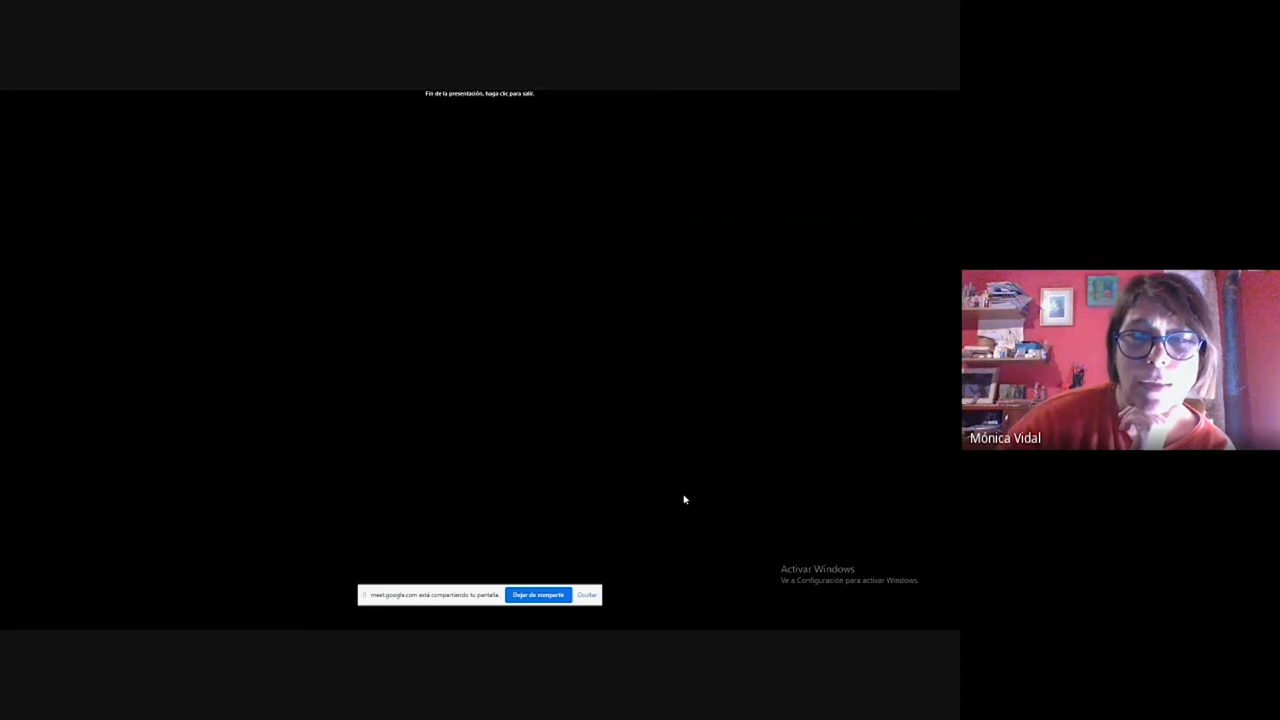 Fin de la presentación, haga clic para salir.
Mónica Vidal
Activar Windows
Ve a Configuración para activar Windows.
meet.google.com está compartiendo tu pantalla.
Dejar de compartir
Ocultar